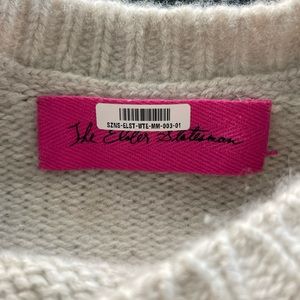 SZNS-ELST-WTE-MM-003-01
The Elder Statesman